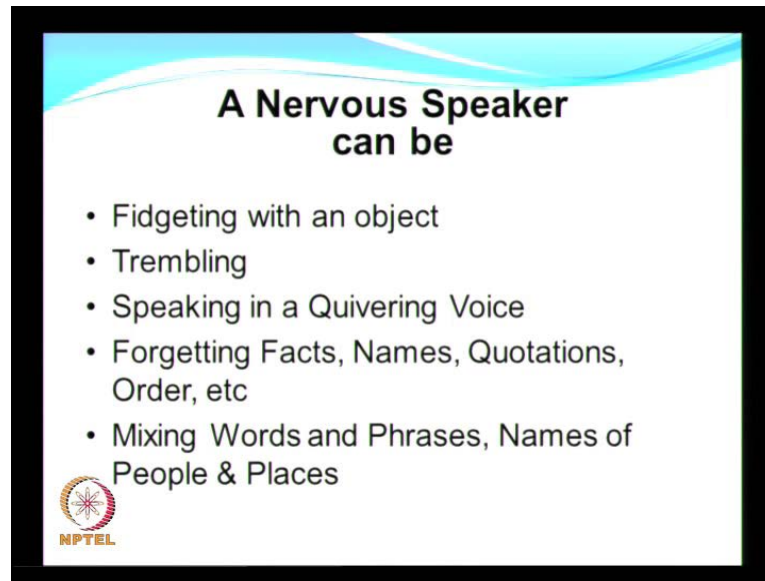 A Nervous Speaker
can be
• Fidgeting with an object
• Trembling
• Speaking in a Quivering Voice
• Forgetting Facts, Names, Quotations,
Order, etc
• Mixing Words and Phrases, Names of
People & Places
NPTEL